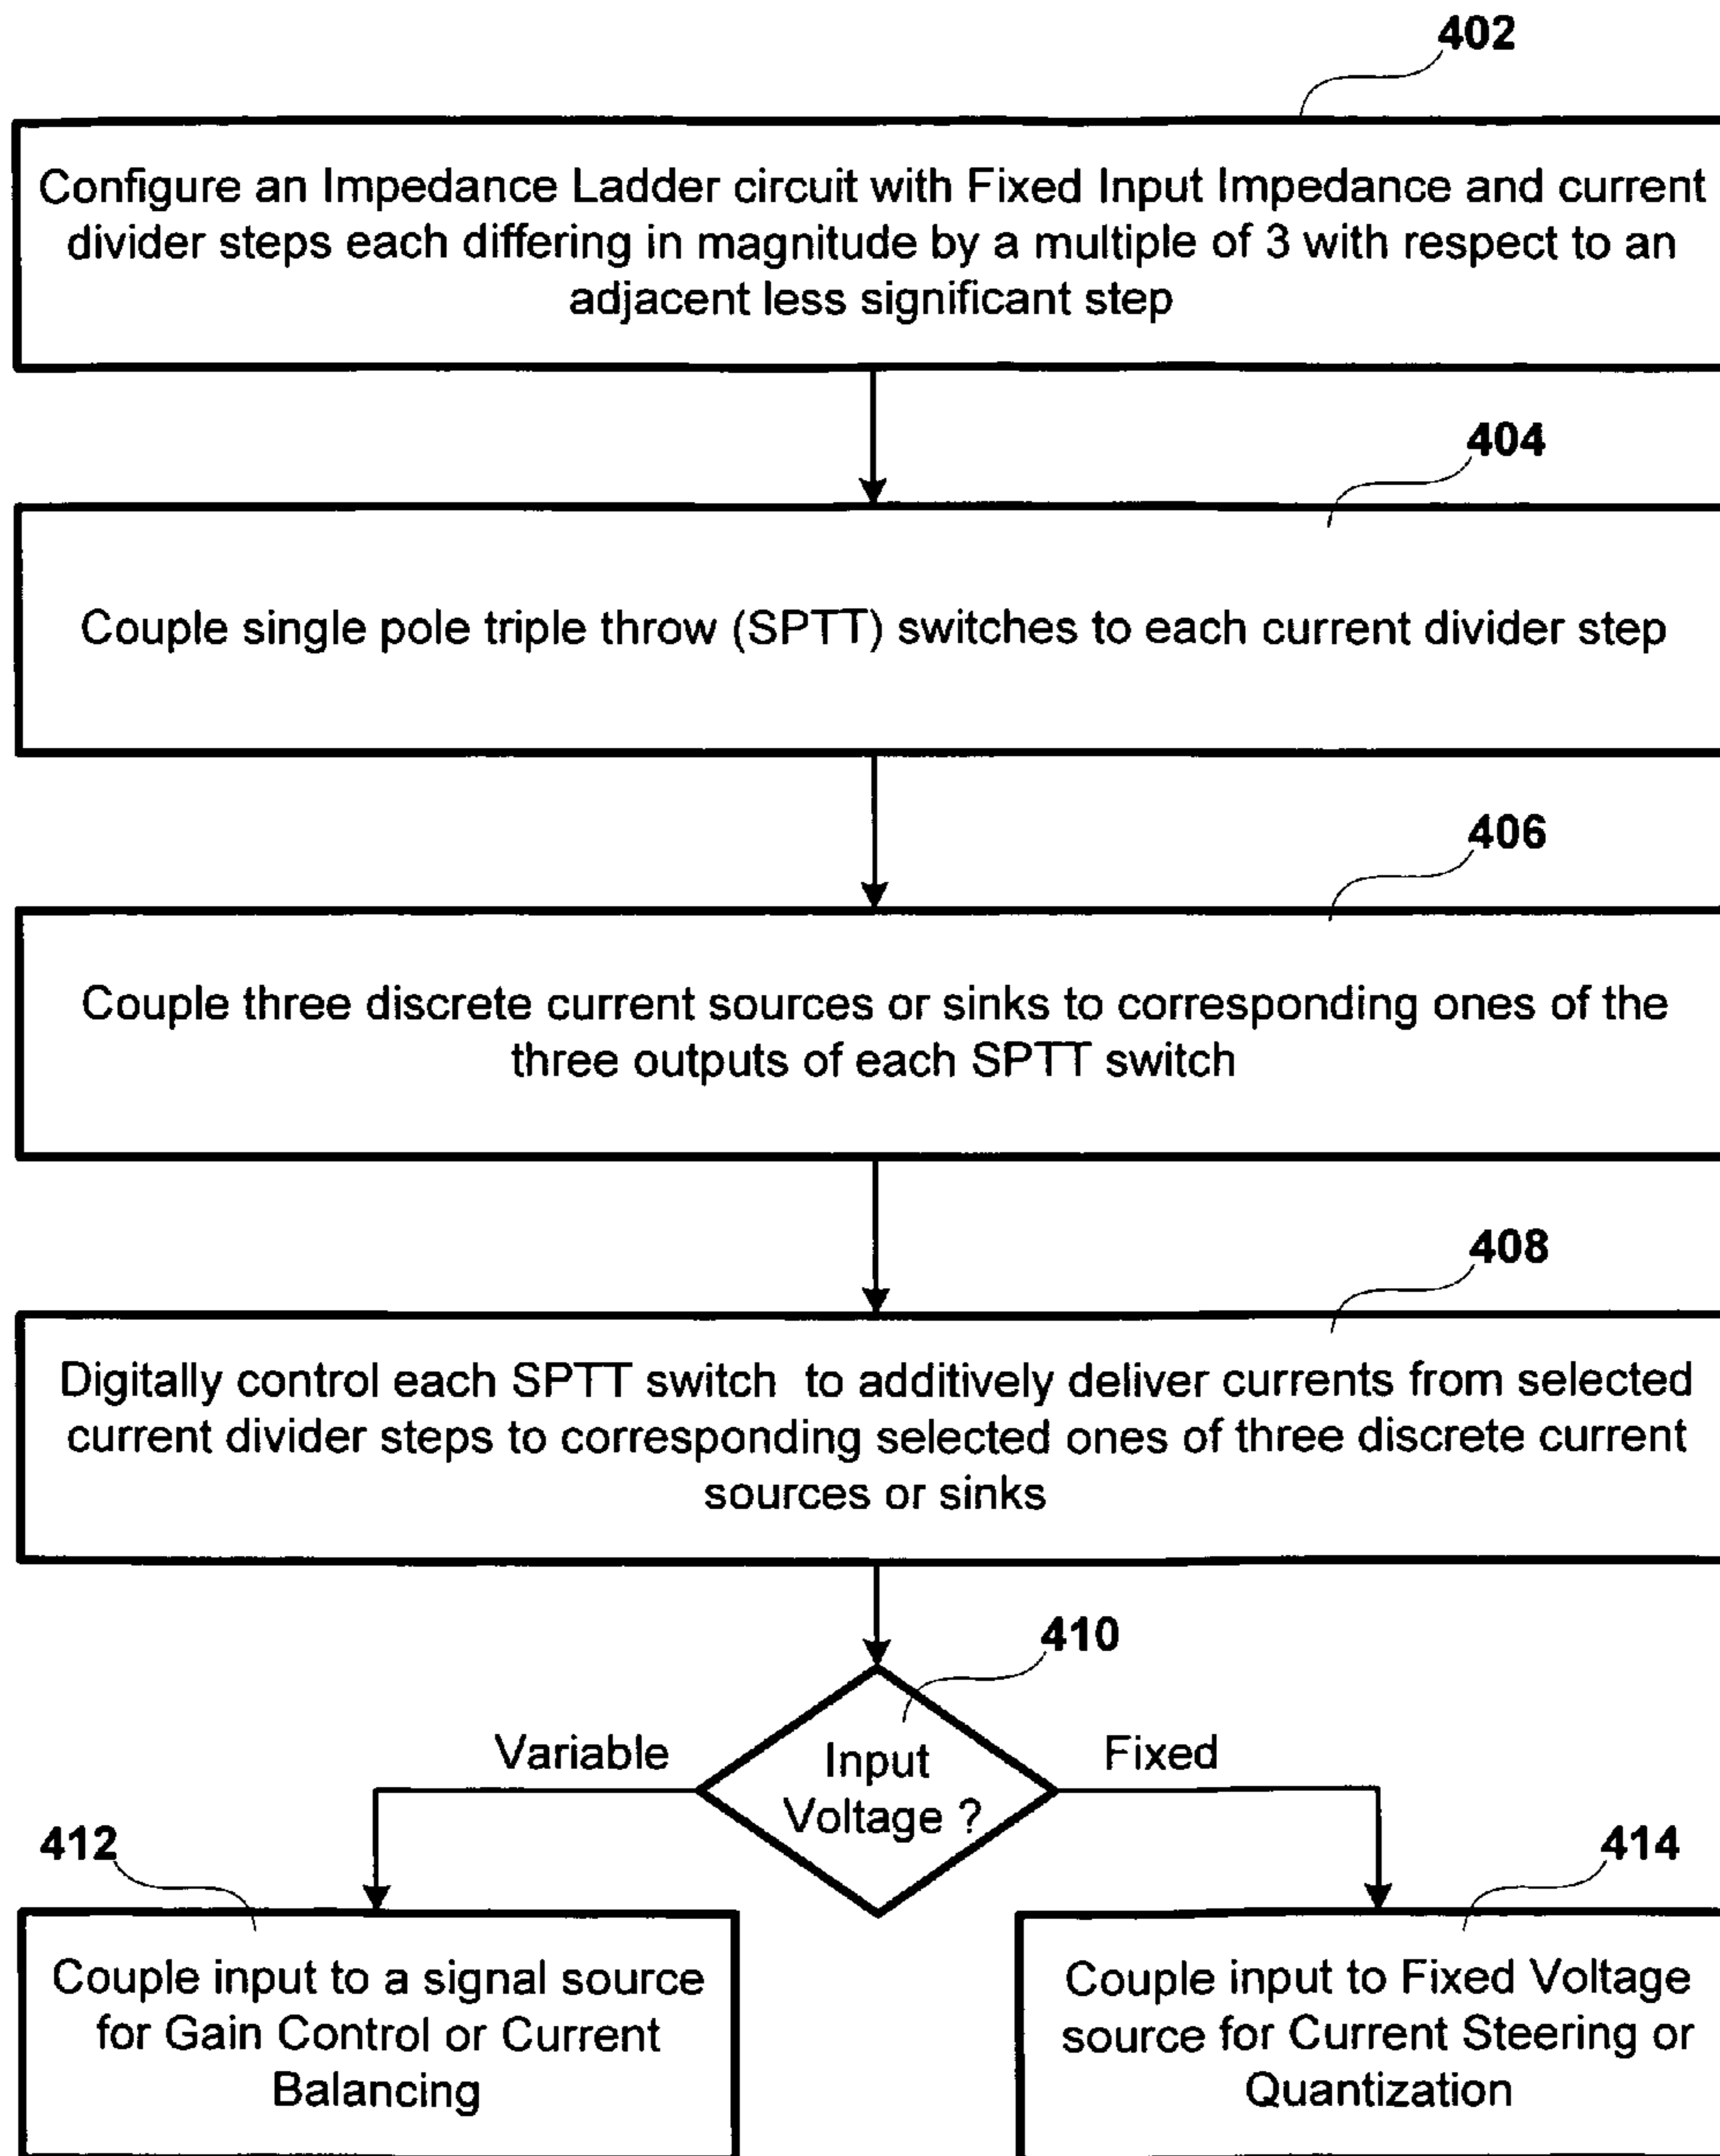 402
Configure an Impedance Ladder circuit with Fixed Input Impedance and current
divider steps each differing in magnitude by a multiple of 3 with respect to an
adjacent less significant step
404
Couple single pole triple throw (SPTT) switches to each current divider step
406
Couple three discrete current sources or sinks to corresponding ones of the
three outputs of each SPTT switch
408
Digitally control each SPTT switch to additively deliver currents from selected
current divider steps to corresponding selected ones of three discrete current
sources or sinks
410
Variable
Input
Voltage ?
Fixed
412
Couple input to a signal source
for Gain Control or Current
Balancing
414
Couple input to Fixed Voltage
source for Current Steering or
Quantization